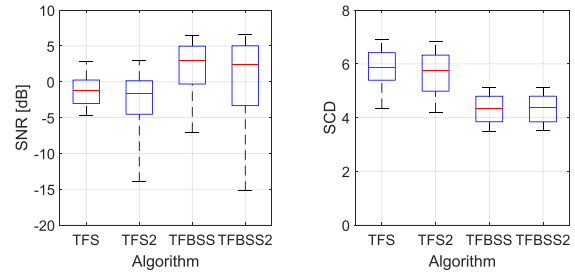 10
5
0
-5
-10
-15
-20
SNR [dB]
TFS TFS2 TFBSS TFBSS2
Algorithm
8
6
4
2
0
SCD
TFS TFS2 TFBSS TFBSS2
Algorithm